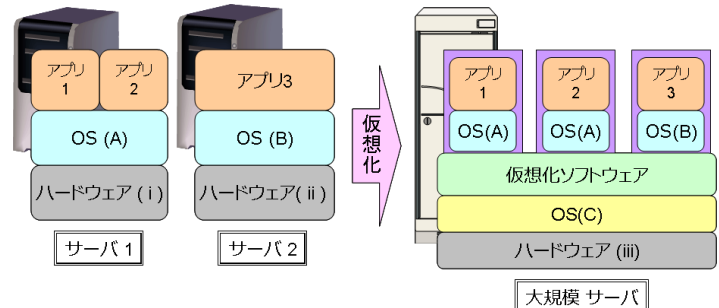 アプリ
1
アプリ
2
OS (A)
ハードウェア ( i )
サーバ 1
アプリ3
OS (B)
ハードウェア( ii )
サーバ 2
仮想化
アプリ
1
OS(A)
アプリ
2
OS(A)
アプリ
3
OS(B)
仮想化ソフトウェア
OS(C)
ハードウェア (iii)
大規模 サーバ